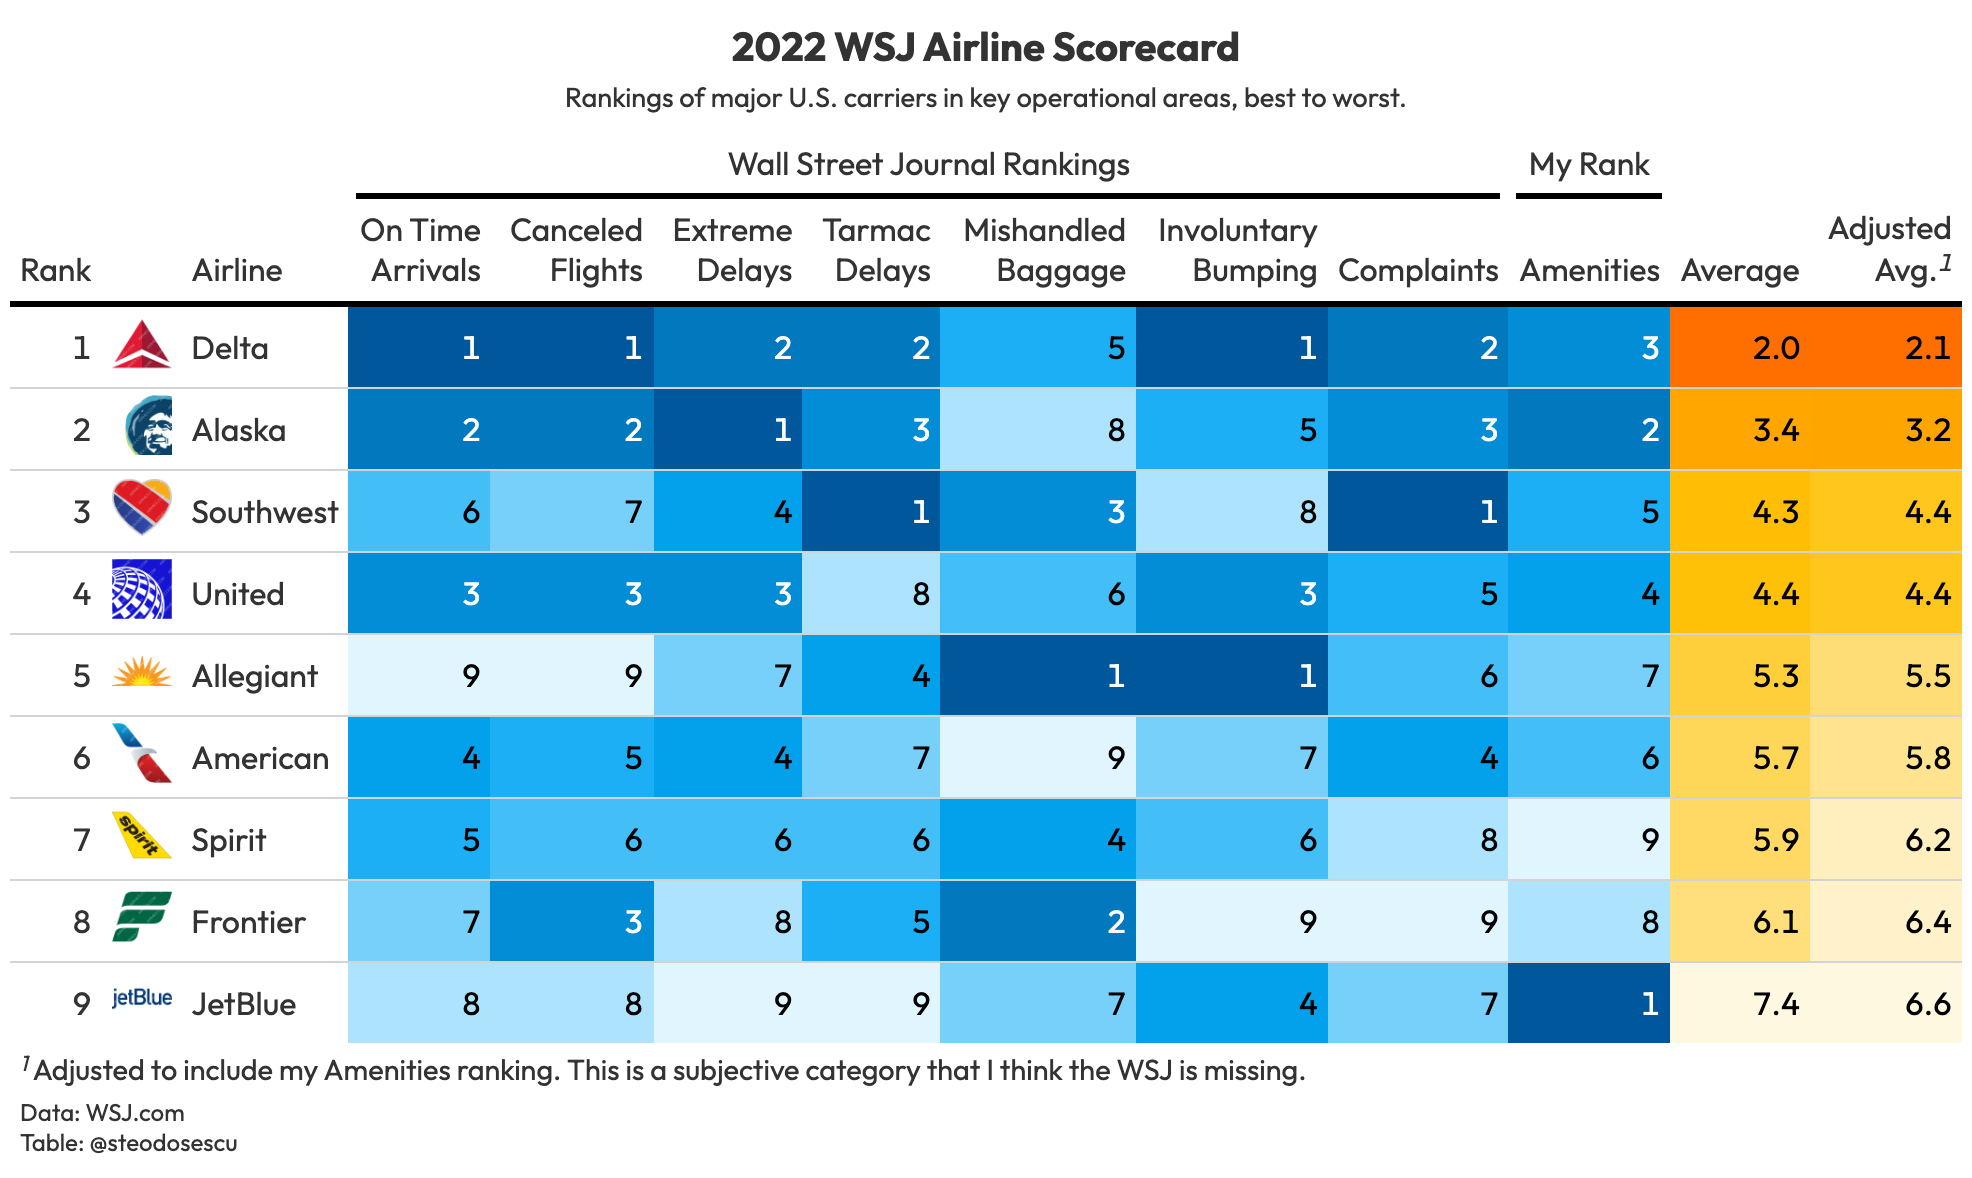 2022 WSJ Airline Scorecard
Rankings of major U.S. carriers in key operational areas, best to worst.
Wall Street Journal Rankings My Rank
Rank Airline On Time Arrivals Canceled Flights Extreme Delays Tarmac Delays Mishandled Baggage Involuntary Bumping Complaints Amenities Average Adjusted Avg.1
1 Delta 1 1 2 2 5 1 2 3 2.0 2.1
2 Alaska 2 2 1 3 8 5 3 2 3.4 3.2
3 Southwest 6 7 4 1 3 8 1 5 4.3 4.4
4 United 3 3 3 8 6 3 5 4 4.4 4.4
5 Allegiant 9 9 7 4 1 1 6 7 5.3 5.5
6 American 4 5 4 7 9 7 4 6 5.7 5.8
7 spirit Spirit 5 6 6 6 4 6 8 9 5.9 6.2
8 Frontier 7 3 8 5 2 9 9 8 6.1 6.4
9 jetBlue JetBlue 8 8 9 9 7 4 7 1 7.4 6.6
1 Adjusted to include my Amenities ranking. This is a subjective category that I think the WSJ is missing.
Data: WSJ.com
Table: @steodosescu